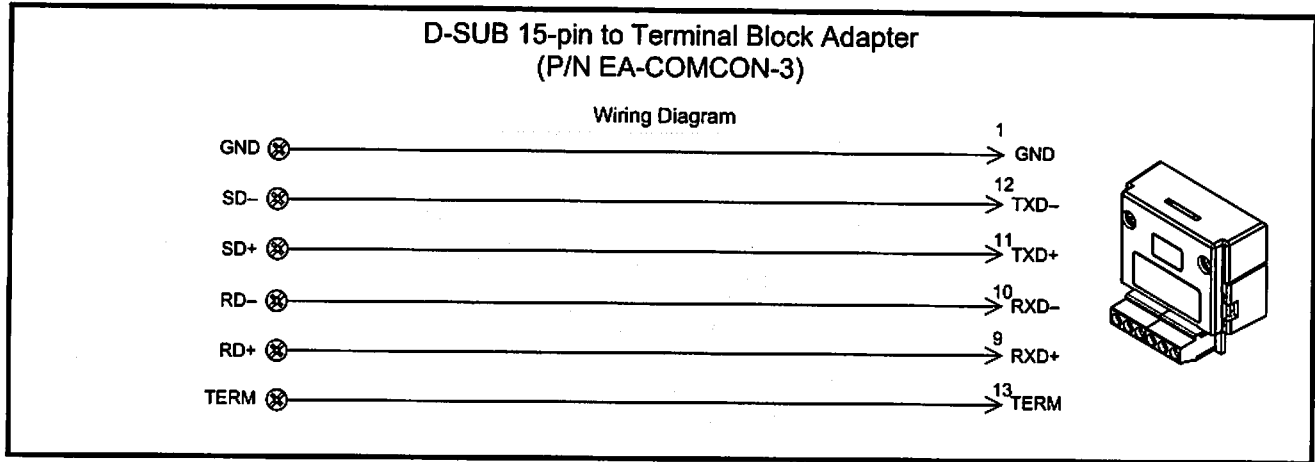 D-SUB 15-pin to Terminal Block Adapter
(P/N EA-COMCON-3)
Wiring Diagram
GND 1 GND
SD– 12 TXD–
SD+ 11 TXD+
RD– 10 RXD–
RD+ 9 RXD+
TERM 13 TERM